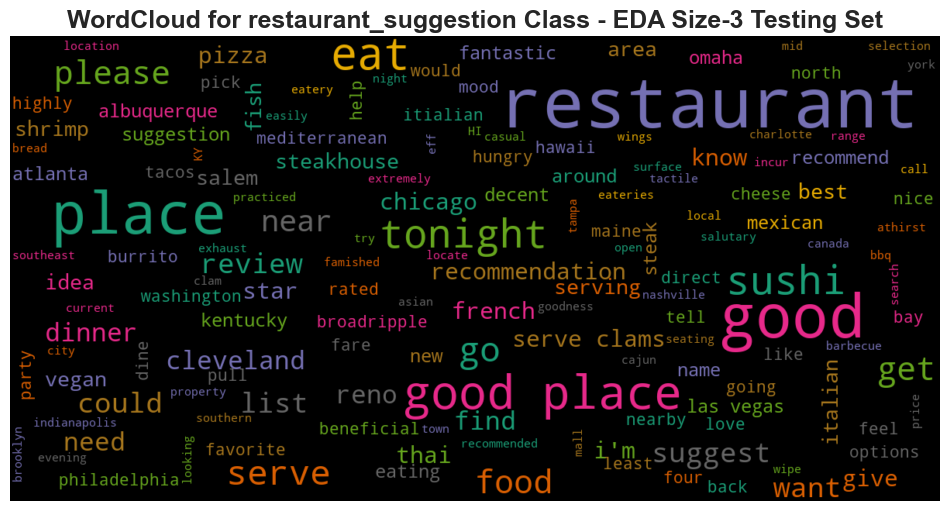 WordCloud for restaurant_suggestion Class - EDA Size-3 Testing Set
location
pizza
eat
fantastic
area
omaha
mid
selection
please
pick
night
would
mood
north
york
highly
albuquerque
fish
eatery
help
easily
itialian
restaurant
shrimp
suggestion
mediterranean
eff
HI
casual
wings
charlotte
range
bread
KY
steakhouse
hungry
hawaii
know
incur
recommend
atlanta
tacos
salem
extremely
around
surface
tactile
call
place
practiced
near
chicago
decent
eateries
cheese
best
nice
tonight
tampa
maine
local
mexican
athirst
southeast
exhaust
try
open
salutary
canada
burrito
review
famished
locate
steak
bbq
idea
clam
recommendation
direct
sushi
search
washington
star
rated
serving
nashville
good
current
kentucky
asian
french
goodness
tell
bay
dinner
broadripple
city
dine
fare
new
go
serve clams
seating
like
barbecue
party
cleveland
cajun
name
get
vegan
pull
reno
good place
going
italian
could
property
list
las vegas
price
indianapolis
southern
beneficial
town
find
nearby
love
feel
need
favorite
recommended
mall
i'm
suggest
options
brooklyn
evening
looking
thai
least
philadelphia
serve
eating
food
four
wipe
back
want
give